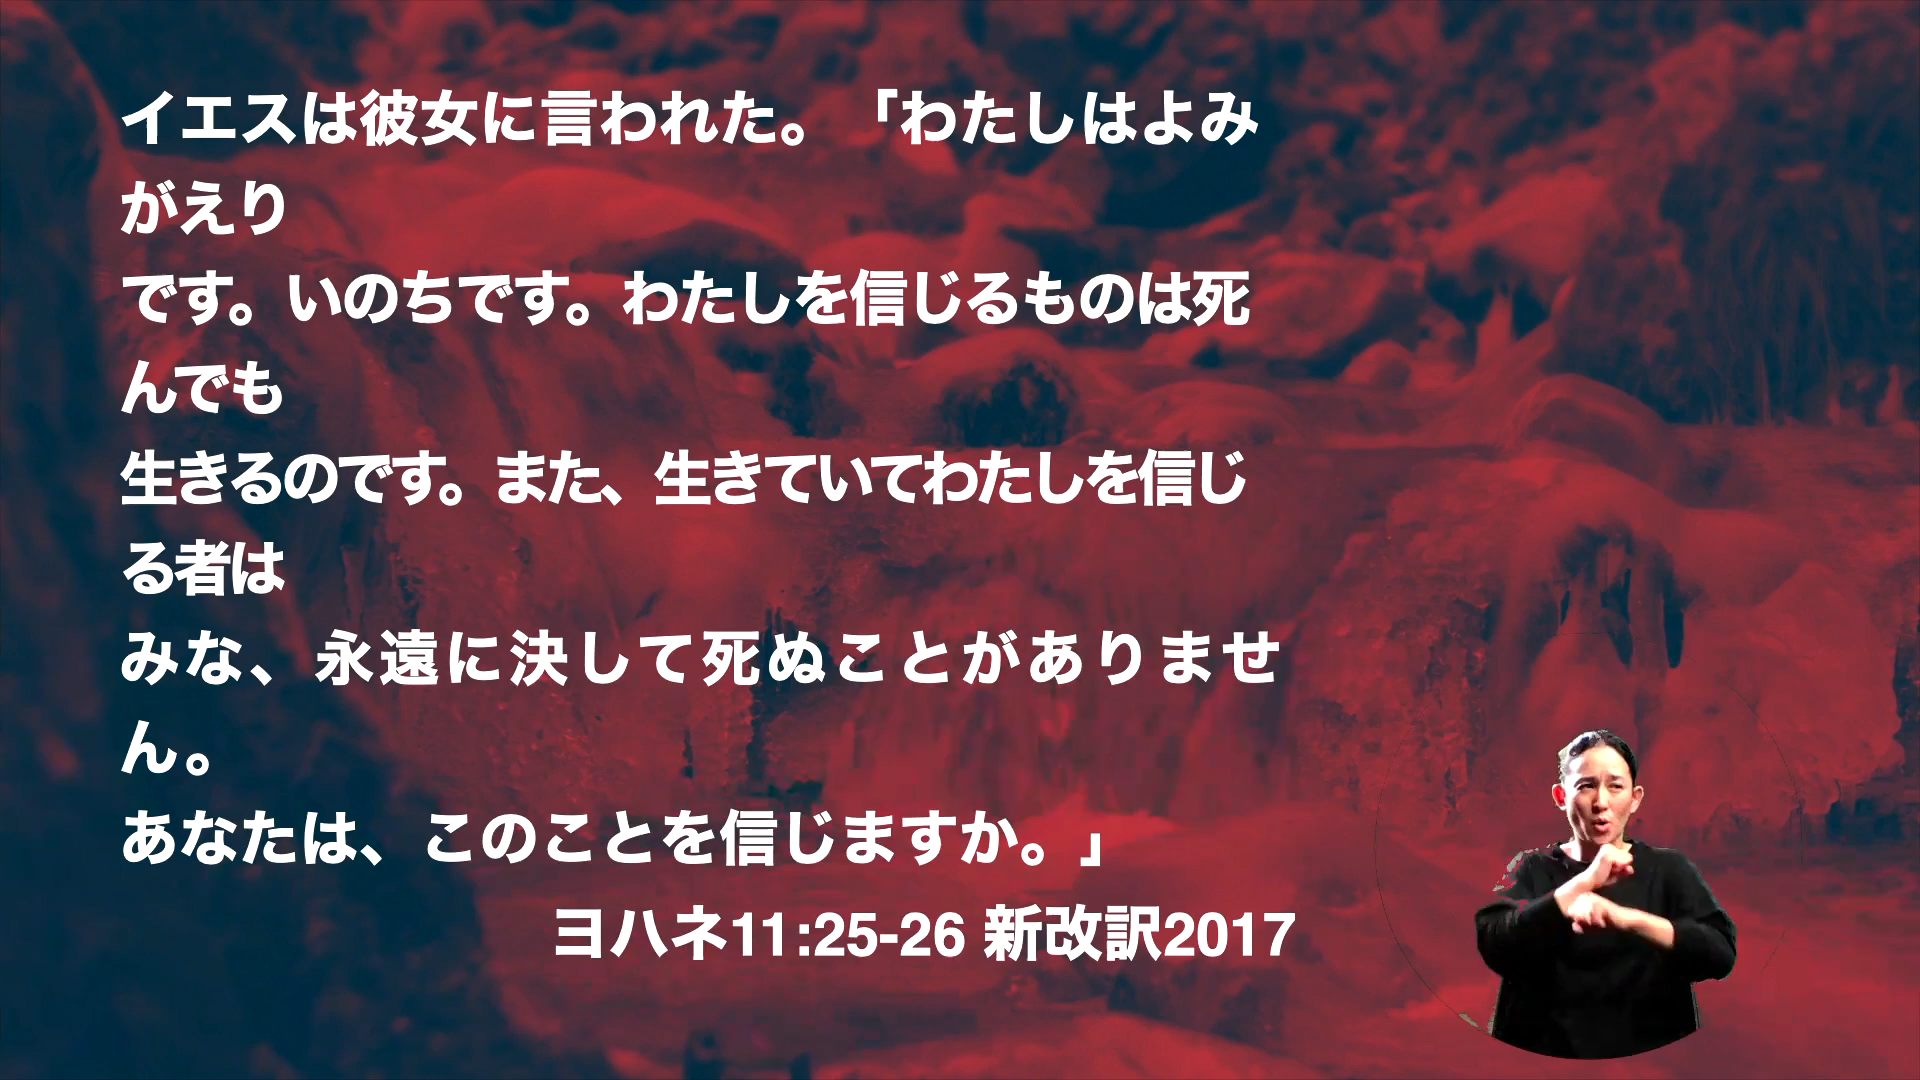 イエスは彼女に言われた。「わたしはよみ
がえり
です。いのちです。わたしを信じるものは死
んでも
生きるのです。また、生きていてわたしを信じ
る者は
みな、永遠に決して死ぬことがありませ
ん。
あなたは、このことを信じますか。」
ヨハネ11:25-26 新改訳2017